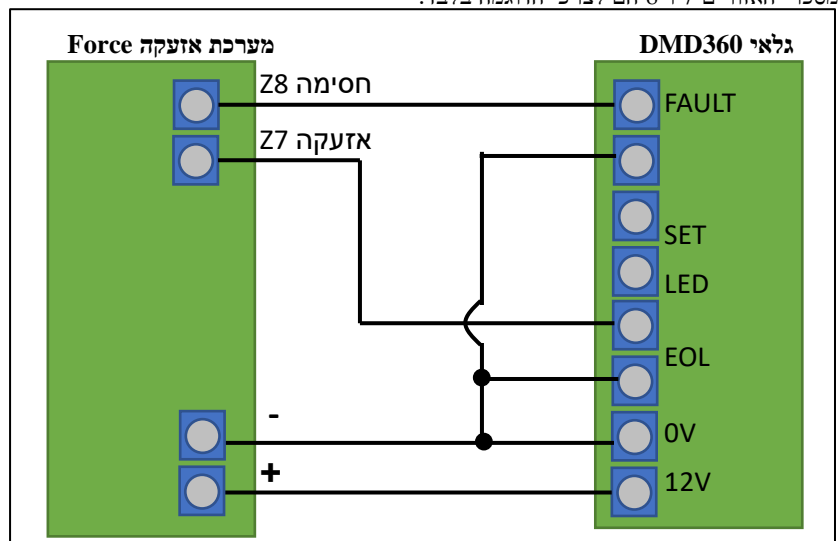 גלאי DMD360
מערכת אזעקה Force
חסימה Z8
אזעקה Z7
FAULT
SET
LED
EOL
-
0V
+
12V